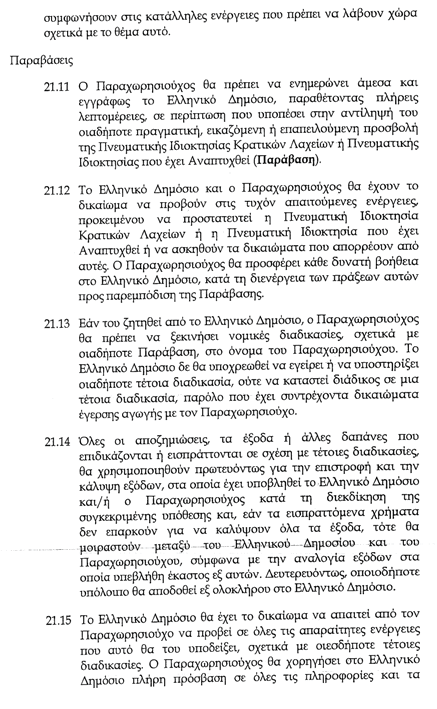 συμφωνήσουν στις κατάλληλες ενέργειες που πρέπει να λάβουν χώρα
σχετικά με το θέμα αυτό.
Παραβάσεις
21.11 Ο Παραχωρησιούχος θα πρέπει να ενημερώνει άμεσα και
εγγράφως το Ελληνικό Δημόσιο, παραθέτοντας πλήρεις
λεπτομέρειες, σε περίπτωση που υποπέσει στην αντίληψή του
οιαδήποτε πραγματική, εικαζόμενη ή επαπειλούμενη προσβολή
της Πνευματικής Ιδιοκτησίας Κρατικών Λαχείων ή Πνευματικής
Ιδιοκτησίας που έχει Αναπτυχθεί (Παράβαση).
21.12 Το Ελληνικό Δημόσιο και ο Παραχωρησιούχος θα έχουν το
δικαίωμα να προβούν στις τυχόν απαιτούμενες ενέργειες,
προκειμένου να προστατευτεί η Πνευματική Ιδιοκτησία
Κρατικών Λαχείων ή η Πνευματική Ιδιοκτησία που έχει
Αναπτυχθεί ή να ασκηθούν τα δικαιώματα που απορρέουν από
αυτές. Ο Παραχωρησιούχος θα προσφέρει κάθε δυνατή βοήθεια
στο Ελληνικό Δημόσιο, κατά τη διενέργεια των πράξεων αυτών
προς παρεμπόδιση της Παράβασης.
21.13 Εάν του ζητηθεί από το Ελληνικό Δημόσιο, ο Παραχωρησιούχος
θα πρέπει να ξεκινήσει νομικές διαδικασίες, σχετικά με
οιαδήποτε Παράβαση, στο όνομα του Παραχωρησιούχου. Το
Ελληνικό Δημόσιο δε θα υποχρεωθεί να εγείρει ή να υποστηρίξει
οιαδήποτε τέτοια διαδικασία, ούτε να καταστεί διάδικος σε μια
τέτοια διαδικασία, παρόλο που έχει συντρέχοντα δικαιώματα
έγερσης αγωγής με τον Παραχωρησιούχο.
21.14 Όλες οι αποζημιώσεις, τα έξοδα ή άλλες δαπάνες που
επιδικάζονται ή εισπράττονται σε σχέση με τέτοιες διαδικασίες,
θα χρησιμοποιηθούν πρωτευόντως για την επιστροφή και την
κάλυψη εξόδων, στα οποία έχει υποβληθεί το Ελληνικό Δημόσιο
και/ή ο Παραχωρησιούχος κατά τη διεκδίκηση της
συγκεκριμένης υπόθεσης και, εάν τα εισπραττόμενα χρήματα
δεν επαρκούν για να καλύψουν όλα τα έξοδα, τότε θα
μοιραστούν μεταξύ του Ελληνικού Δημοσίου και του
Παραχωρησιούχου, σύμφωνα με την αναλογία εξόδων στα
οποία υπεβλήθη έκαστος εξ αυτών. Δευτερευόντως, οποιοδήποτε
υπόλοιπο θα αποδοθεί εξ ολοκλήρου στο Ελληνικό Δημόσιο.
21.15 Το Ελληνικό Δημόσιο θα έχει το δικαίωμα να απαιτεί από τον
Παραχωρησιούχο να προβεί σε όλες τις απαραίτητες ενέργειες
που αυτό θα του υποδείξει, σχετικά με οιεσδήποτε τέτοιες
διαδικασίες. Ο Παραχωρησιούχος θα χορηγήσει στο Ελληνικό
Δημόσιο πλήρη πρόσβαση σε όλες τις πληροφορίες και τα